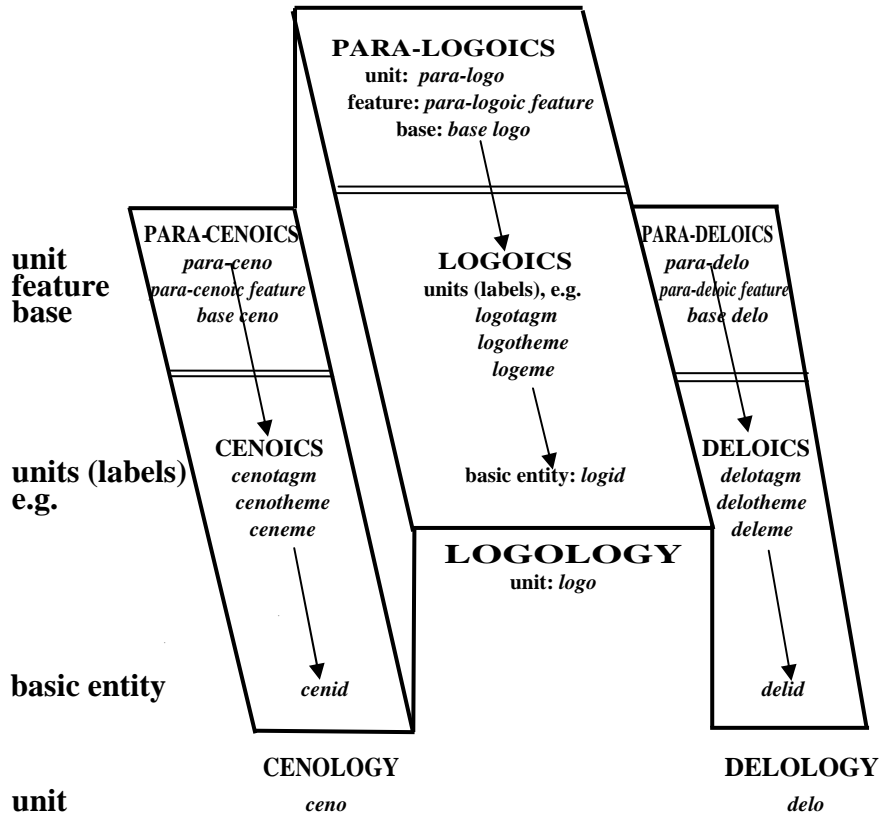 PARA-LOGOICS
unit: para-logo
feature: para-logoic feature
base: base logo
PARA-CENOICS
para-ceno
para-cenoic feature
base ceno
PARA-DELOICS
para-delo
para-deloic feature
base delo
unit
feature
base
LOGOICS
units (labels), e.g.
logotagm
logotheme
logeme
basic entity: logid
CENOICS
cenotagm
cenotheme
ceneme
DELOICS
delotagm
delotheme
deleme
units (labels)
e.g.
LOGOLOGY
unit: logo
basic entity
cenid
delid
CENOLOGY
DELOLOGY
unit
ceno
delo